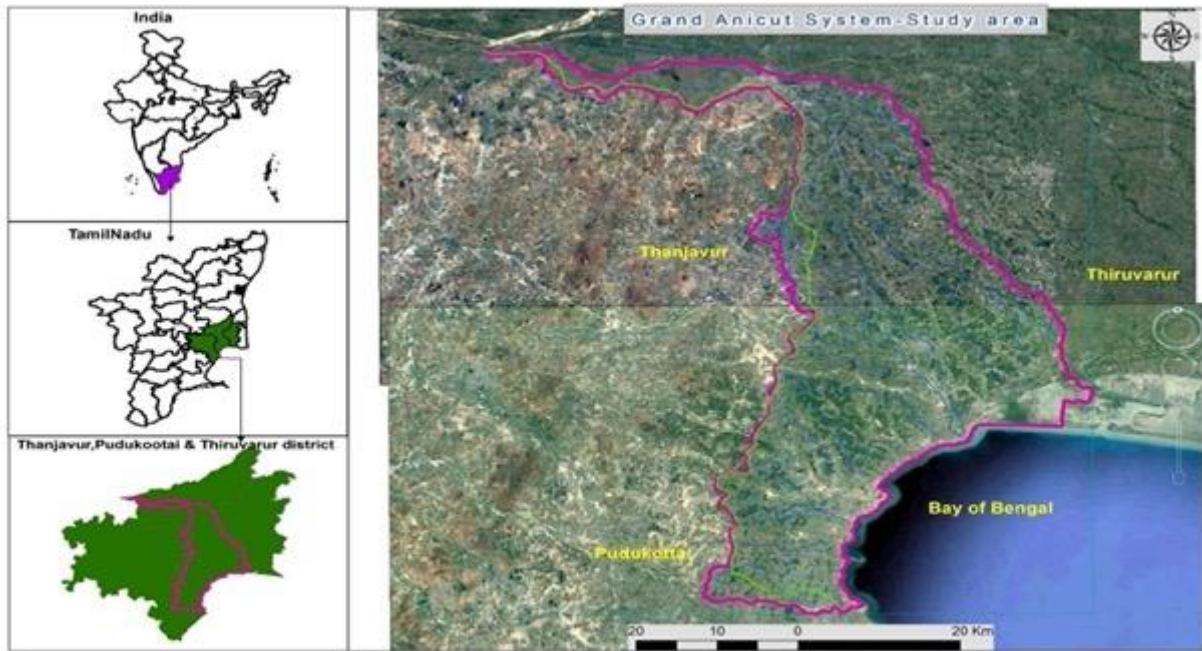 India
TamilNadu
Thanjavur,Pudukootai & Thiruvarur district
Grand Anicut System-Study area
N
Thanjavur
Thiruvarur
Bay of Bengal
Pudukottai
20 10 0 20 Km